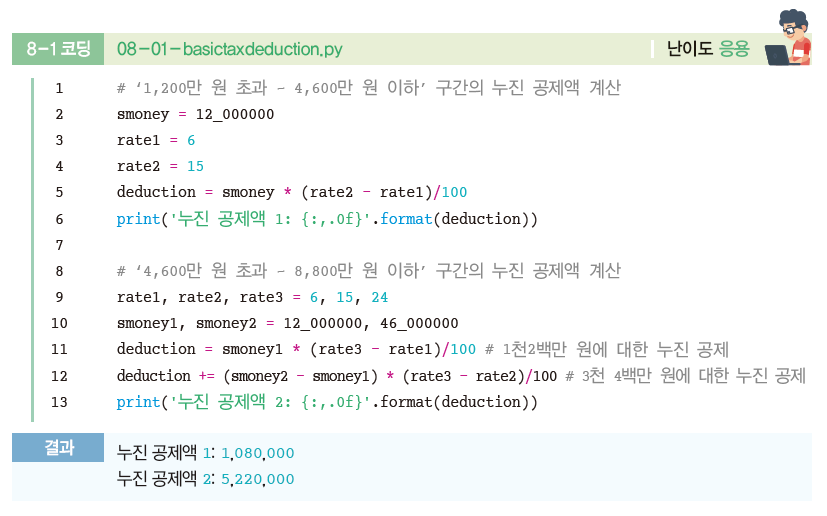 8-1 코딩 08-01-basictaxdeduction.py 난이도 응용
1 # ‘1,200만 원 초과 ~ 4,600만 원 이하’ 구간의 누진 공제액 계산
2 smoney = 12_000000
3 rate1 = 6
4 rate2 = 15
5 deduction = smoney * (rate2 - rate1)/100
6 print('누진 공제액 1: {:,.0f}'.format(deduction))
7
8 # ‘4,600만 원 초과 ~ 8,800만 원 이하’ 구간의 누진 공제액 계산
9 rate1, rate2, rate3 = 6, 15, 24
10 smoney1, smoney2 = 12_000000, 46_000000
11 deduction = smoney1 * (rate3 - rate1)/100 # 1천2백만 원에 대한 누진 공제
12 deduction += (smoney2 - smoney1) * (rate3 - rate2)/100 # 3천 4백만 원에 대한 누진 공제
13 print('누진 공제액 2: {:,.0f}'.format(deduction))
결과 누진 공제액 1: 1,080,000
누진 공제액 2: 5,220,000